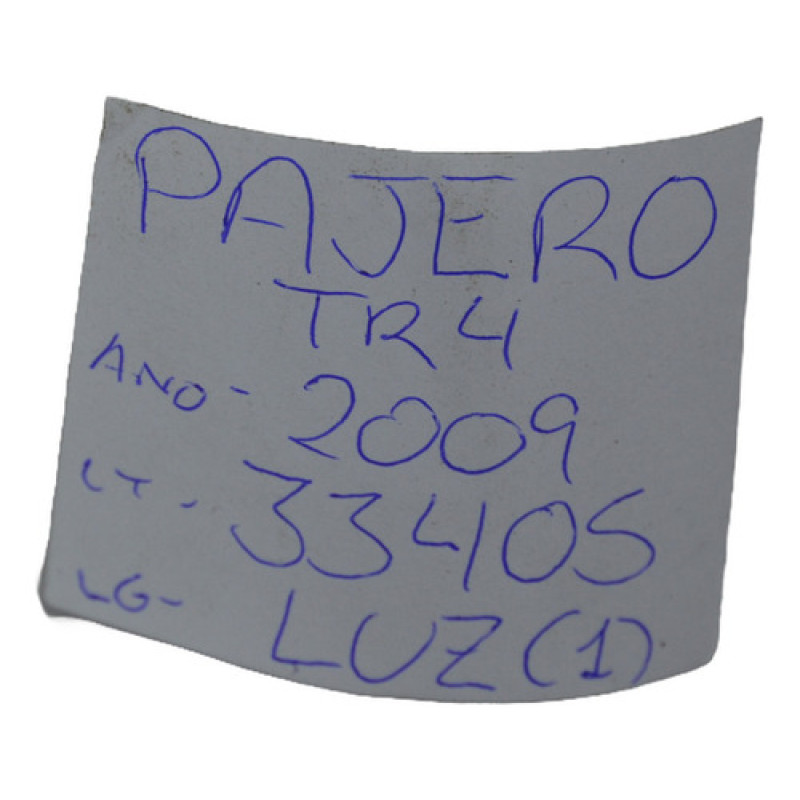 PAJERO
TR4
ANO - 2009
LT - 33405
LG - LUZ (1)